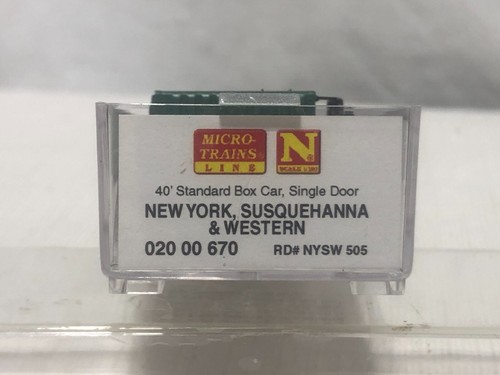 MICRO-
TRAINS
LINE
N
SCALE 1:160
40' Standard Box Car, Single Door
NEW YORK, SUSQUEHANNA
& WESTERN
020 00 670 RD# NYSW 505